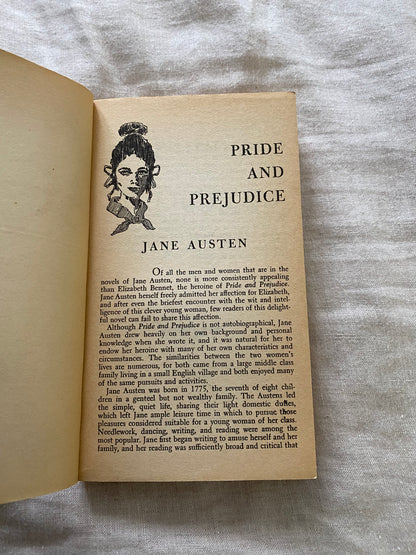 PRIDE
AND
PREJUDICE
JANE AUSTEN
Of all the men and women that are in the
novels of Jane Austen, none is more consistently appealing
than Elizabeth Bennet, the heroine of Pride and Prejudice.
Jane Austen herself freely admitted her affection for Elizabeth,
and after even the briefest encounter with the wit and intel-
ligence of this clever young woman, few readers of this delight-
ful novel can fail to share this affection.
Although Pride and Prejudice is not autobiographical, Jane
Austen drew heavily on her own background and personal
knowledge when she wrote it, and it was natural for her to
endow her heroine with many of her own characteristics and
circumstances. The similarities between the two women's
lives are numerous, for both came from a large middle class
family living in a small English village and both enjoyed many
of the same pursuits and activities.
Jane Austen was born in 1775, the seventh of eight chil-
dren in a genteel but not wealthy family. The Austens led
the simple, quiet life, sharing their light domestic duties,
which left Jane ample leisure time in which to pursue those
pleasures considered suitable for a young woman of her class.
Needlework, dancing, writing, and reading were among the
most popular. Jane first began writing to amuse herself and her
family, and her reading was sufficiently broad and critical that